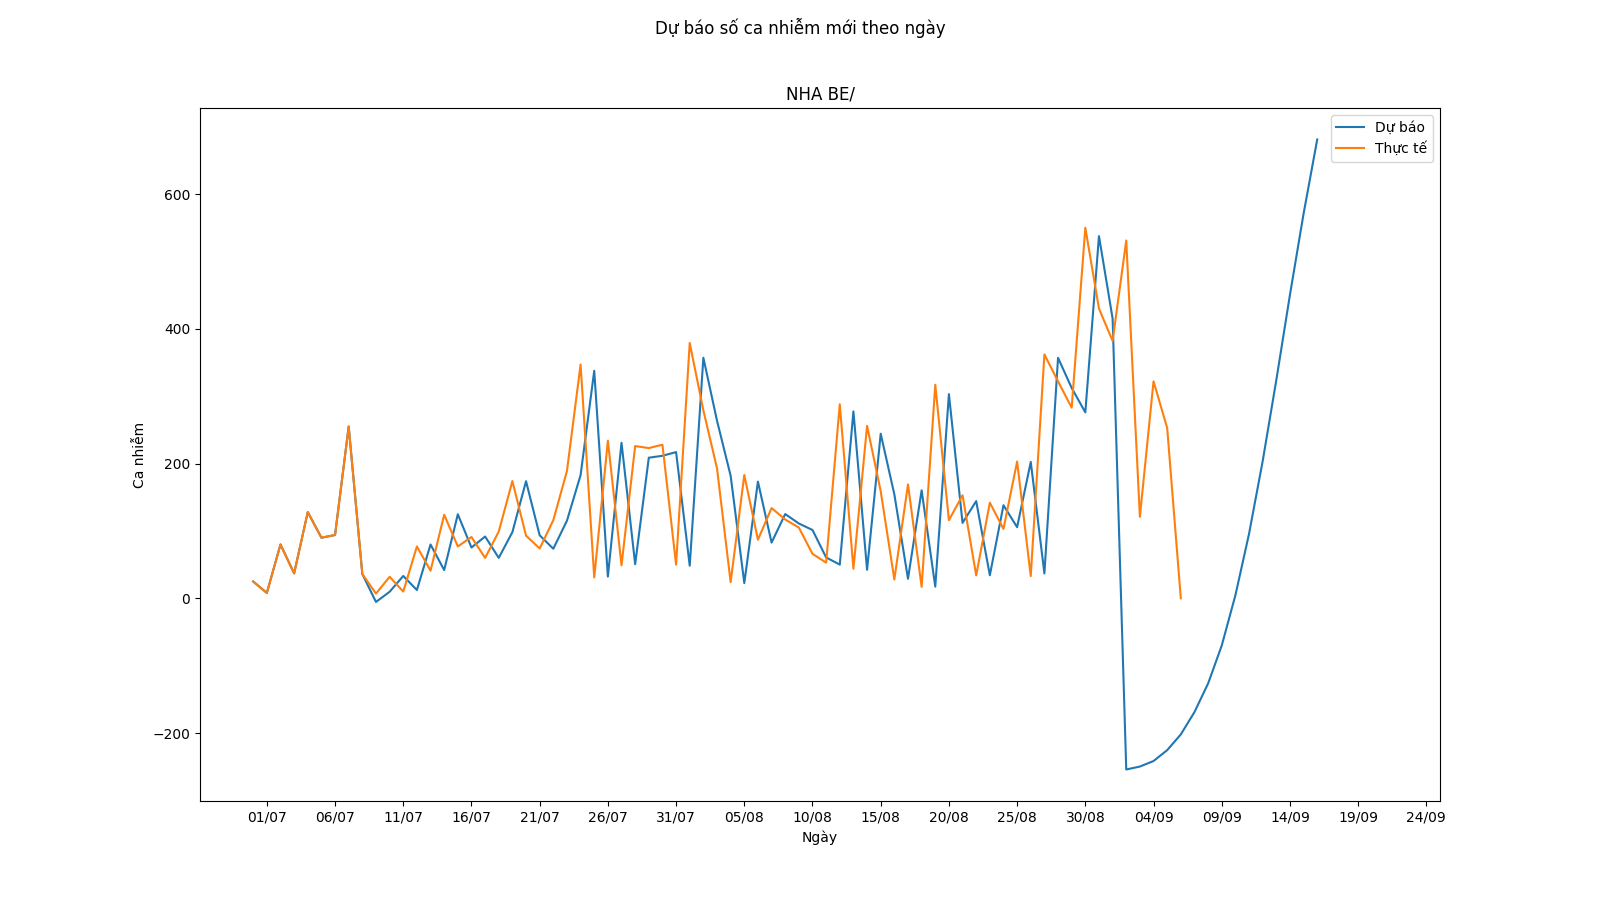 Dự báo số ca nhiễm mới theo ngày
NHA BE/
Dự báo
Thực tế
Ca nhiễm
600
400
200
0
−200
01/07 06/07 11/07 16/07 21/07 26/07 31/07 05/08 10/08 15/08 20/08 25/08 30/08 04/09 09/09 14/09 19/09 24/09
Ngày